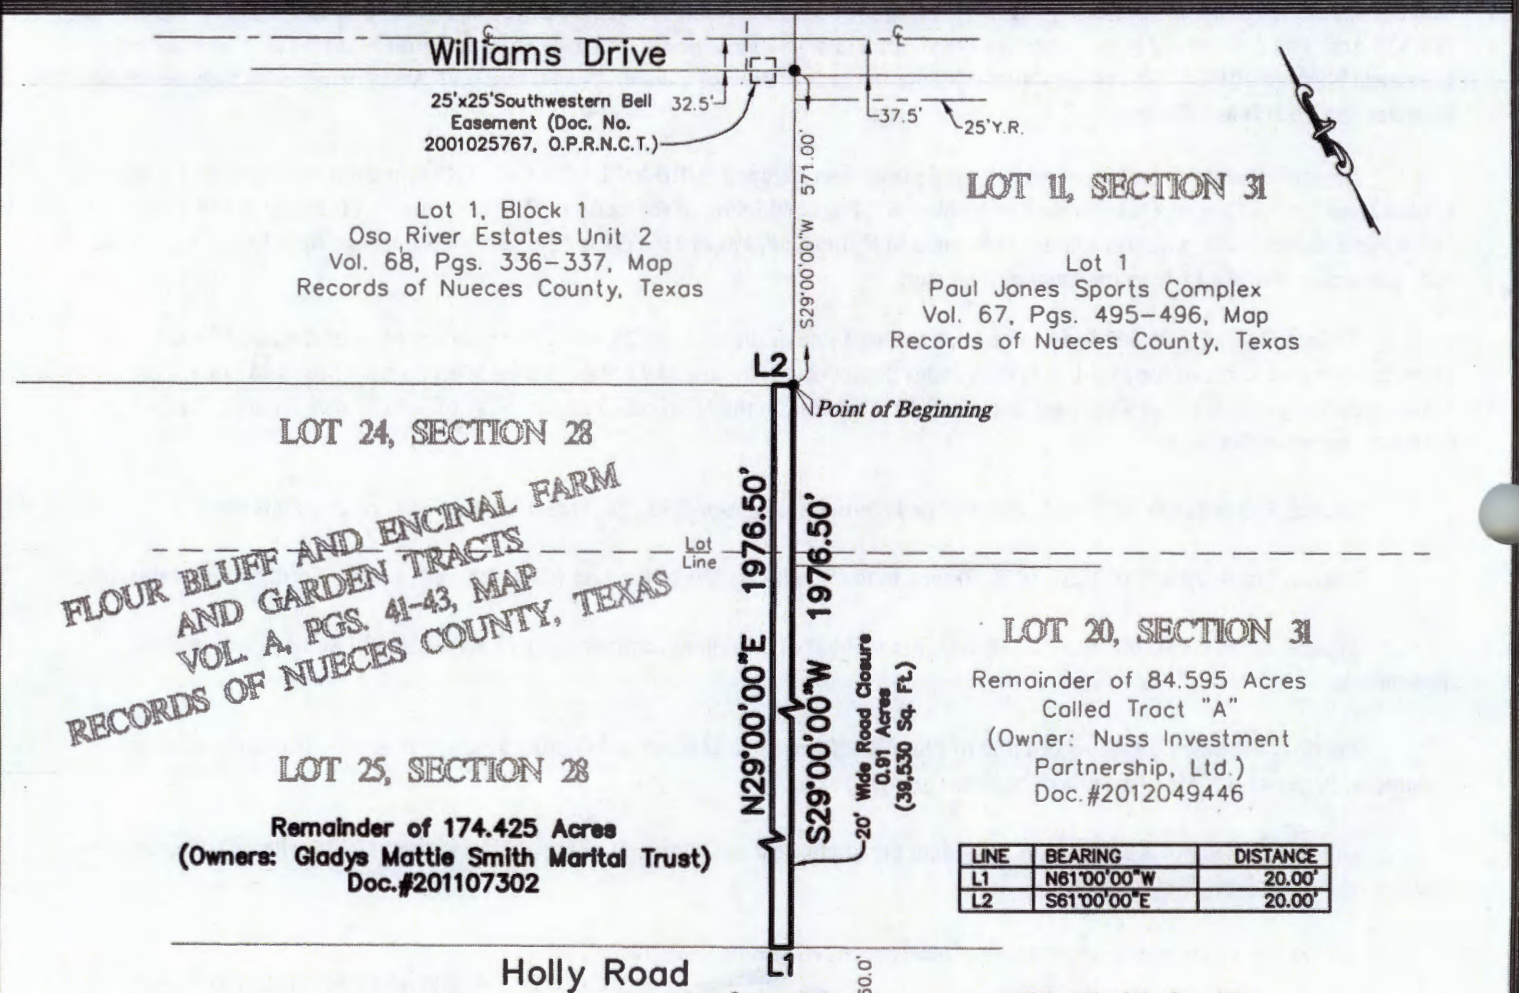 Williams Drive
25'x25'Southwestern Bell
Easement (Doc. No.
2001025767, O.P.R.N.C.T.)
32.5'
37.5'
25'Y.R.
S29°00'00"W 571.00'
Lot 1, Block 1
Oso River Estates Unit 2
Vol. 68, Pgs. 336-337, Map
Records of Nueces County, Texas
LOT 11, SECTION 31
Lot 1
Paul Jones Sports Complex
Vol. 67, Pgs. 495-496, Map
Records of Nueces County, Texas
L2
Point of Beginning
LOT 24, SECTION 28
FLOUR BLUFF AND ENCINAL FARM
AND GARDEN TRACTS
VOL. A, PGS. 41-43, MAP
RECORDS OF NUECES COUNTY, TEXAS
Lot
Line
N29°00'00"E 1976.50'
S29°00'00"W 1976.50'
20' Wide Road Closure
0.91 Acres
(39,530 Sq. Ft.)
LOT 20, SECTION 31
Remainder of 84.595 Acres
Called Tract "A"
(Owner: Nuss Investment
Partnership, Ltd.)
Doc.#2012049446
LOT 25, SECTION 28
Remainder of 174.425 Acres
(Owners: Gladys Mattie Smith Marital Trust)
Doc.#201107302
LINE BEARING DISTANCE
L1 N61°00'00"W 20.00'
L2 S61°00'00"E 20.00'
Holly Road
L1